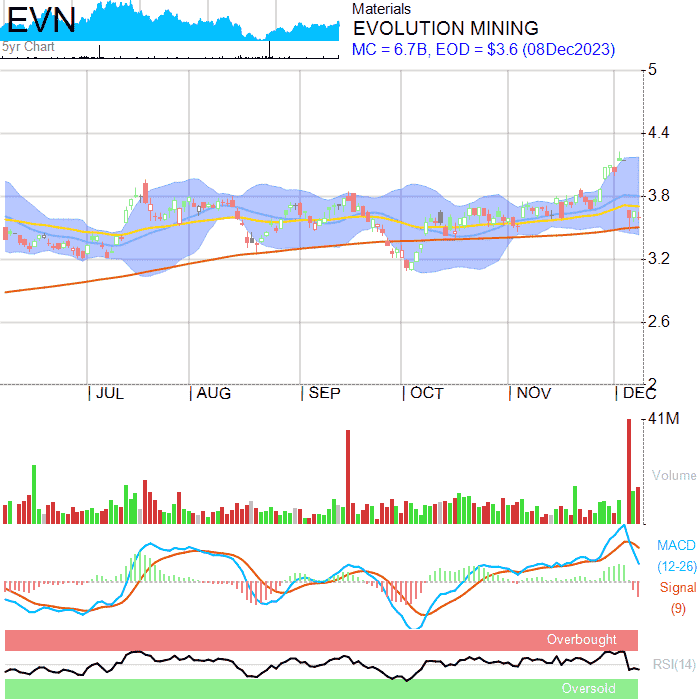 EVN
5yr Chart
Materials
EVOLUTION MINING
MC = 6.7B, EOD = $3.6 (08Dec2023)
5
4.4
3.8
3.2
2.6
2
JUL AUG SEP OCT NOV DEC
41M
Volume
MACD
(12-26)
Signal
(9)
Overbought
RSI(14)
Oversold